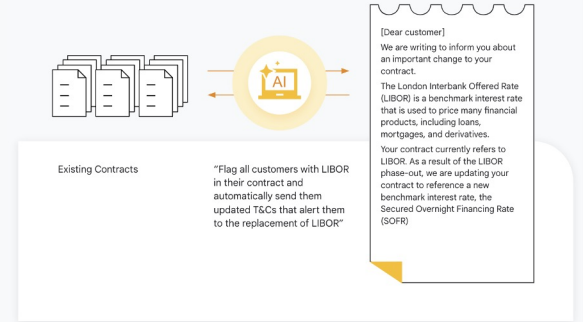 AI
[Dear customer]
We are writing to inform you about
an important change to your
contract.
The London Interbank Offered Rate
(LIBOR) is a benchmark interest rate
that is used to price many financial
products, including loans,
mortgages, and derivatives.
Your contract currently refers to
LIBOR. As a result of the LIBOR
phase-out, we are updating your
contract to reference a new
benchmark interest rate, the
Secured Overnight Financing Rate
(SOFR)
Existing Contracts
"Flag all customers with LIBOR
in their contract and
automatically send them
updated T&Cs that alert them
to the replacement of LIBOR"